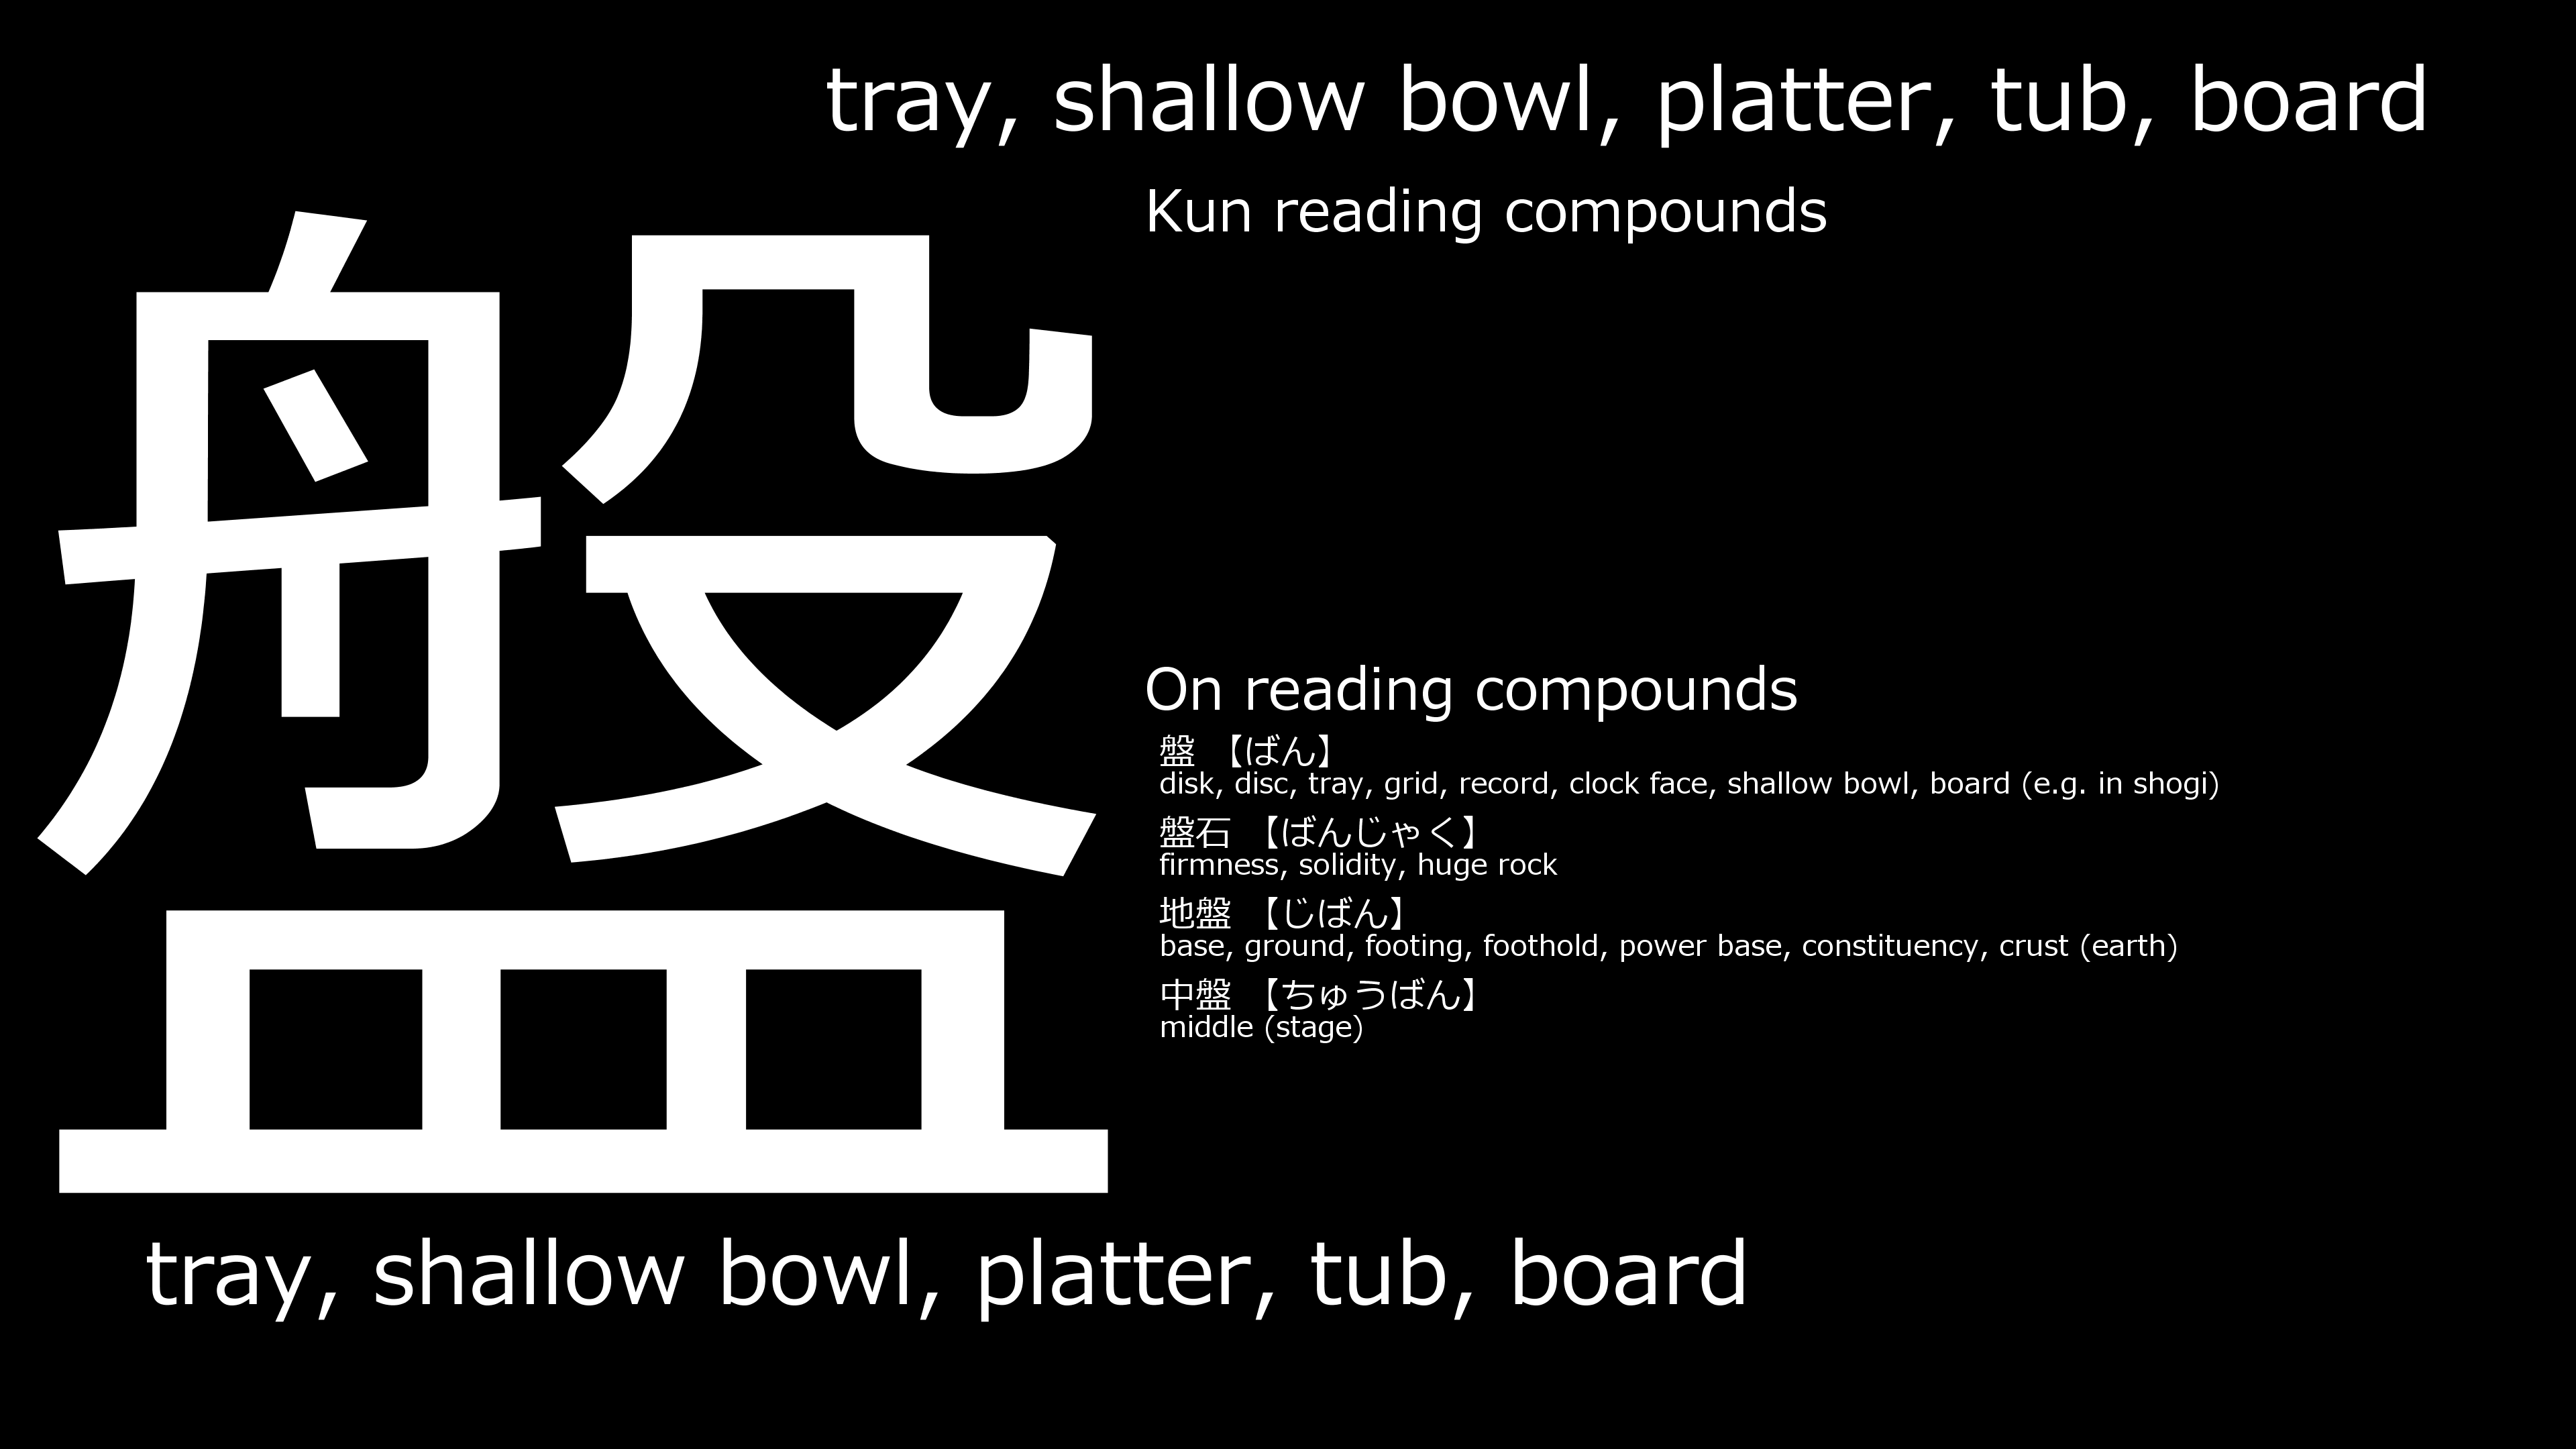 tray, shallow bowl, platter, tub, board
Kun reading compounds
盤
On reading compounds
盤 【ばん】
disk, disc, tray, grid, record, clock face, shallow bowl, board (e.g. in shogi)
盤石 【ばんじゃく】
firmness, solidity, huge rock
地盤 【じばん】
base, ground, footing, foothold, power base, constituency, crust (earth)
中盤 【ちゅうばん】
middle (stage)
tray, shallow bowl, platter, tub, board